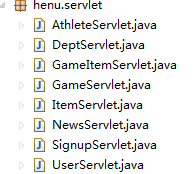 henu.servlet
AthleteServlet.java
DeptServlet.java
GameItemServlet.java
GameServlet.java
ItemServlet.java
NewsServlet.java
SignupServlet.java
UserServlet.java